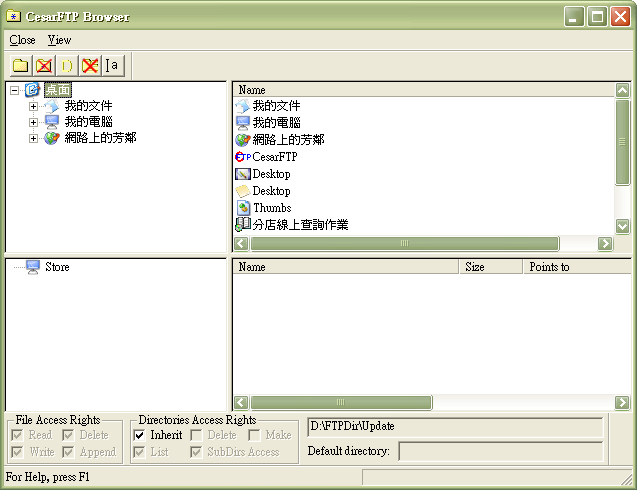 CesarFTP Browser
Close View
a
桌面
我的文件
我的電腦
網路上的芳鄰
Name
我的文件
我的電腦
網路上的芳鄰
CesarFTP
Desktop
Desktop
Thumbs
分店線上查詢作業
Store
Name Size Points to
File Access Rights
Read Delete
Write Append
Directories Access Rights
Inherit Delete Make
List SubDirs Access
D:\FTPDir\Update
Default directory:
For Help, press F1